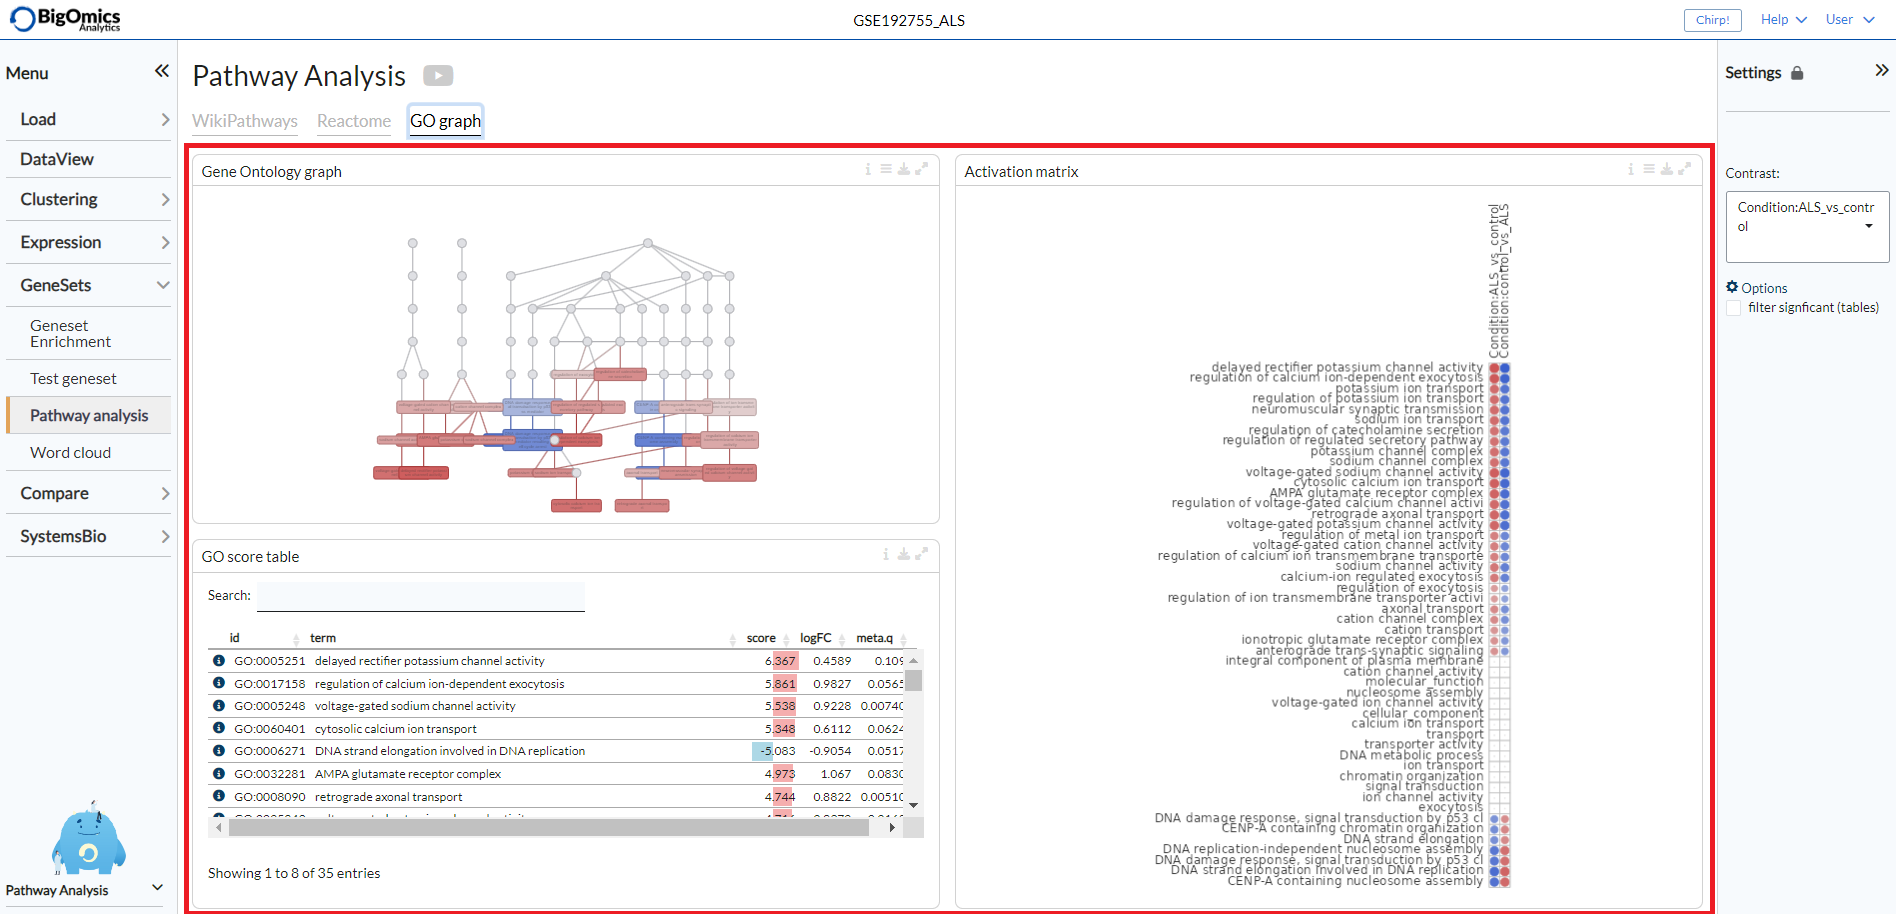 BigOmics
Analytics
GSE192755_ALS
Chirp!
Help
User
Menu
Load
DataView
Clustering
Expression
GeneSets
Geneset
Enrichment
Test geneset
Pathway analysis
Word cloud
Compare
SystemsBio
Pathway Analysis
Pathway Analysis
WikiPathways
Reactome
GO graph
Gene Ontology graph
GO score table
Search:
id term score logFC meta.q
GO:0005251 delayed rectifier potassium channel activity 6.367 0.4589 0.109
GO:0017158 regulation of calcium ion-dependent exocytosis 5.861 0.9827 0.0565
GO:0005248 voltage-gated sodium channel activity 5.538 0.9228 0.0074
GO:0060401 cytosolic calcium ion transport 5.348 0.6112 0.0624
GO:0006271 DNA strand elongation involved in DNA replication -5.083 -0.9054 0.0517
GO:0032281 AMPA glutamate receptor complex 4.973 1.067 0.0830
GO:0008090 retrograde axonal transport 4.744 0.8822 0.0051
Showing 1 to 8 of 35 entries
Activation matrix
Condition:ALS_vs_control
Condition:control_vs_ALS
delayed rectifier potassium channel activity
regulation of calcium ion-dependent exocytosis
potassium ion transport
regulation of potassium ion transport
neuromuscular synaptic transmission
sodium ion transport
regulation of catecholamine secretion
regulation of regulated secretory pathway
potassium channel complex
sodium channel complex
voltage-gated sodium channel activity
cytosolic calcium ion transport
AMPA glutamate receptor complex
regulation of voltage-gated calcium channel activi
retrograde axonal transport
voltage-gated potassium channel activity
regulation of metal ion transport
voltage-gated cation channel activity
regulation of calcium ion transmembrane transporte
sodium channel activity
calcium-ion regulated exocytosis
regulation of exocytosis
regulation of ion transmembrane transporter activi
axonal transport
cation channel complex
cation transport
ionotropic glutamate receptor complex
anterograde trans-synaptic signaling
integral component of plasma membrane
cation channel activity
molecular_function
nucleosome assembly
voltage-gated ion channel activity
cellular_component
calcium ion transport
transport
transporter activity
DNA metabolic process
ion transport
chromatin organization
signal transduction
ion channel activity
exocytosis
DNA damage response, signal transduction by p53 cl
CENP-A containing chromatin organization
DNA strand elongation
DNA replication-independent nucleosome assembly
DNA damage response, signal transduction by p53 cl
DNA strand elongation involved in DNA replication
CENP-A containing nucleosome assembly
Settings
Contrast:
Condition:ALS_vs_contr
ol
Options
filter signficant (tables)